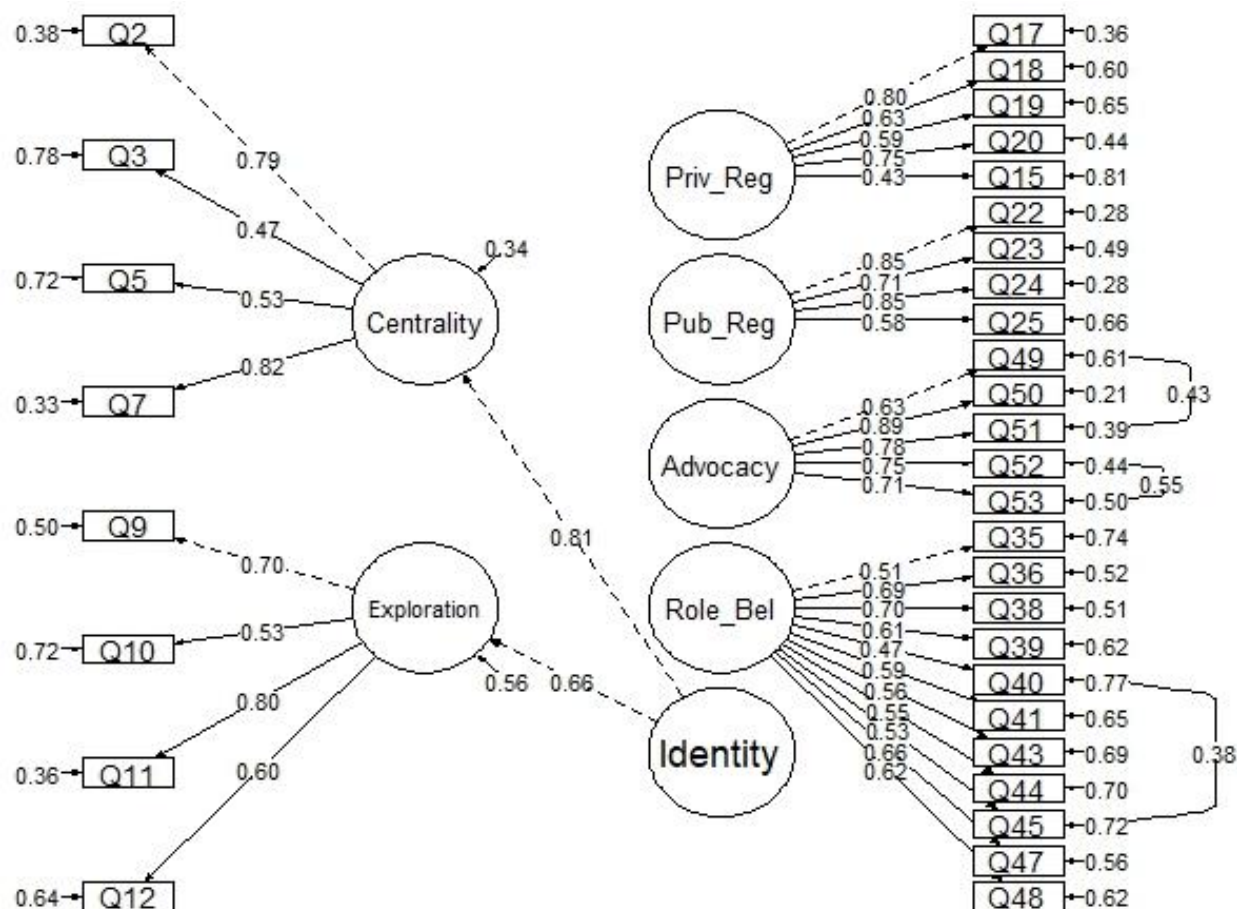 0.38 Q2
0.79
0.78 Q3
0.47
0.72 Q5
0.53
0.33 Q7
0.82
Centrality
0.34
0.50 Q9
0.70
0.72 Q10
0.53
0.36 Q11
0.80
0.64 Q12
0.60
Exploration
0.56
0.66
0.81
Priv_Reg
0.80
0.63
0.59
0.75
0.43
Pub_Reg
0.85
0.71
0.85
0.58
Advocacy
0.63
0.89
0.78
0.75
0.71
Role_Bel
0.51
0.69
0.70
0.61
0.47
0.59
0.56
0.55
0.53
0.66
0.62
Identity
Q17 0.36
Q18 0.60
Q19 0.65
Q20 0.44
Q15 0.81
Q22 0.28
Q23 0.49
Q24 0.28
Q25 0.66
Q49 0.61
Q50 0.21
0.43
Q51 0.39
Q52 0.44
0.55
Q53 0.50
Q35 0.74
Q36 0.52
Q38 0.51
Q39 0.62
Q40 0.77
Q41 0.65
Q43 0.69
0.38
Q44 0.70
Q45 0.72
Q47 0.56
Q48 0.62